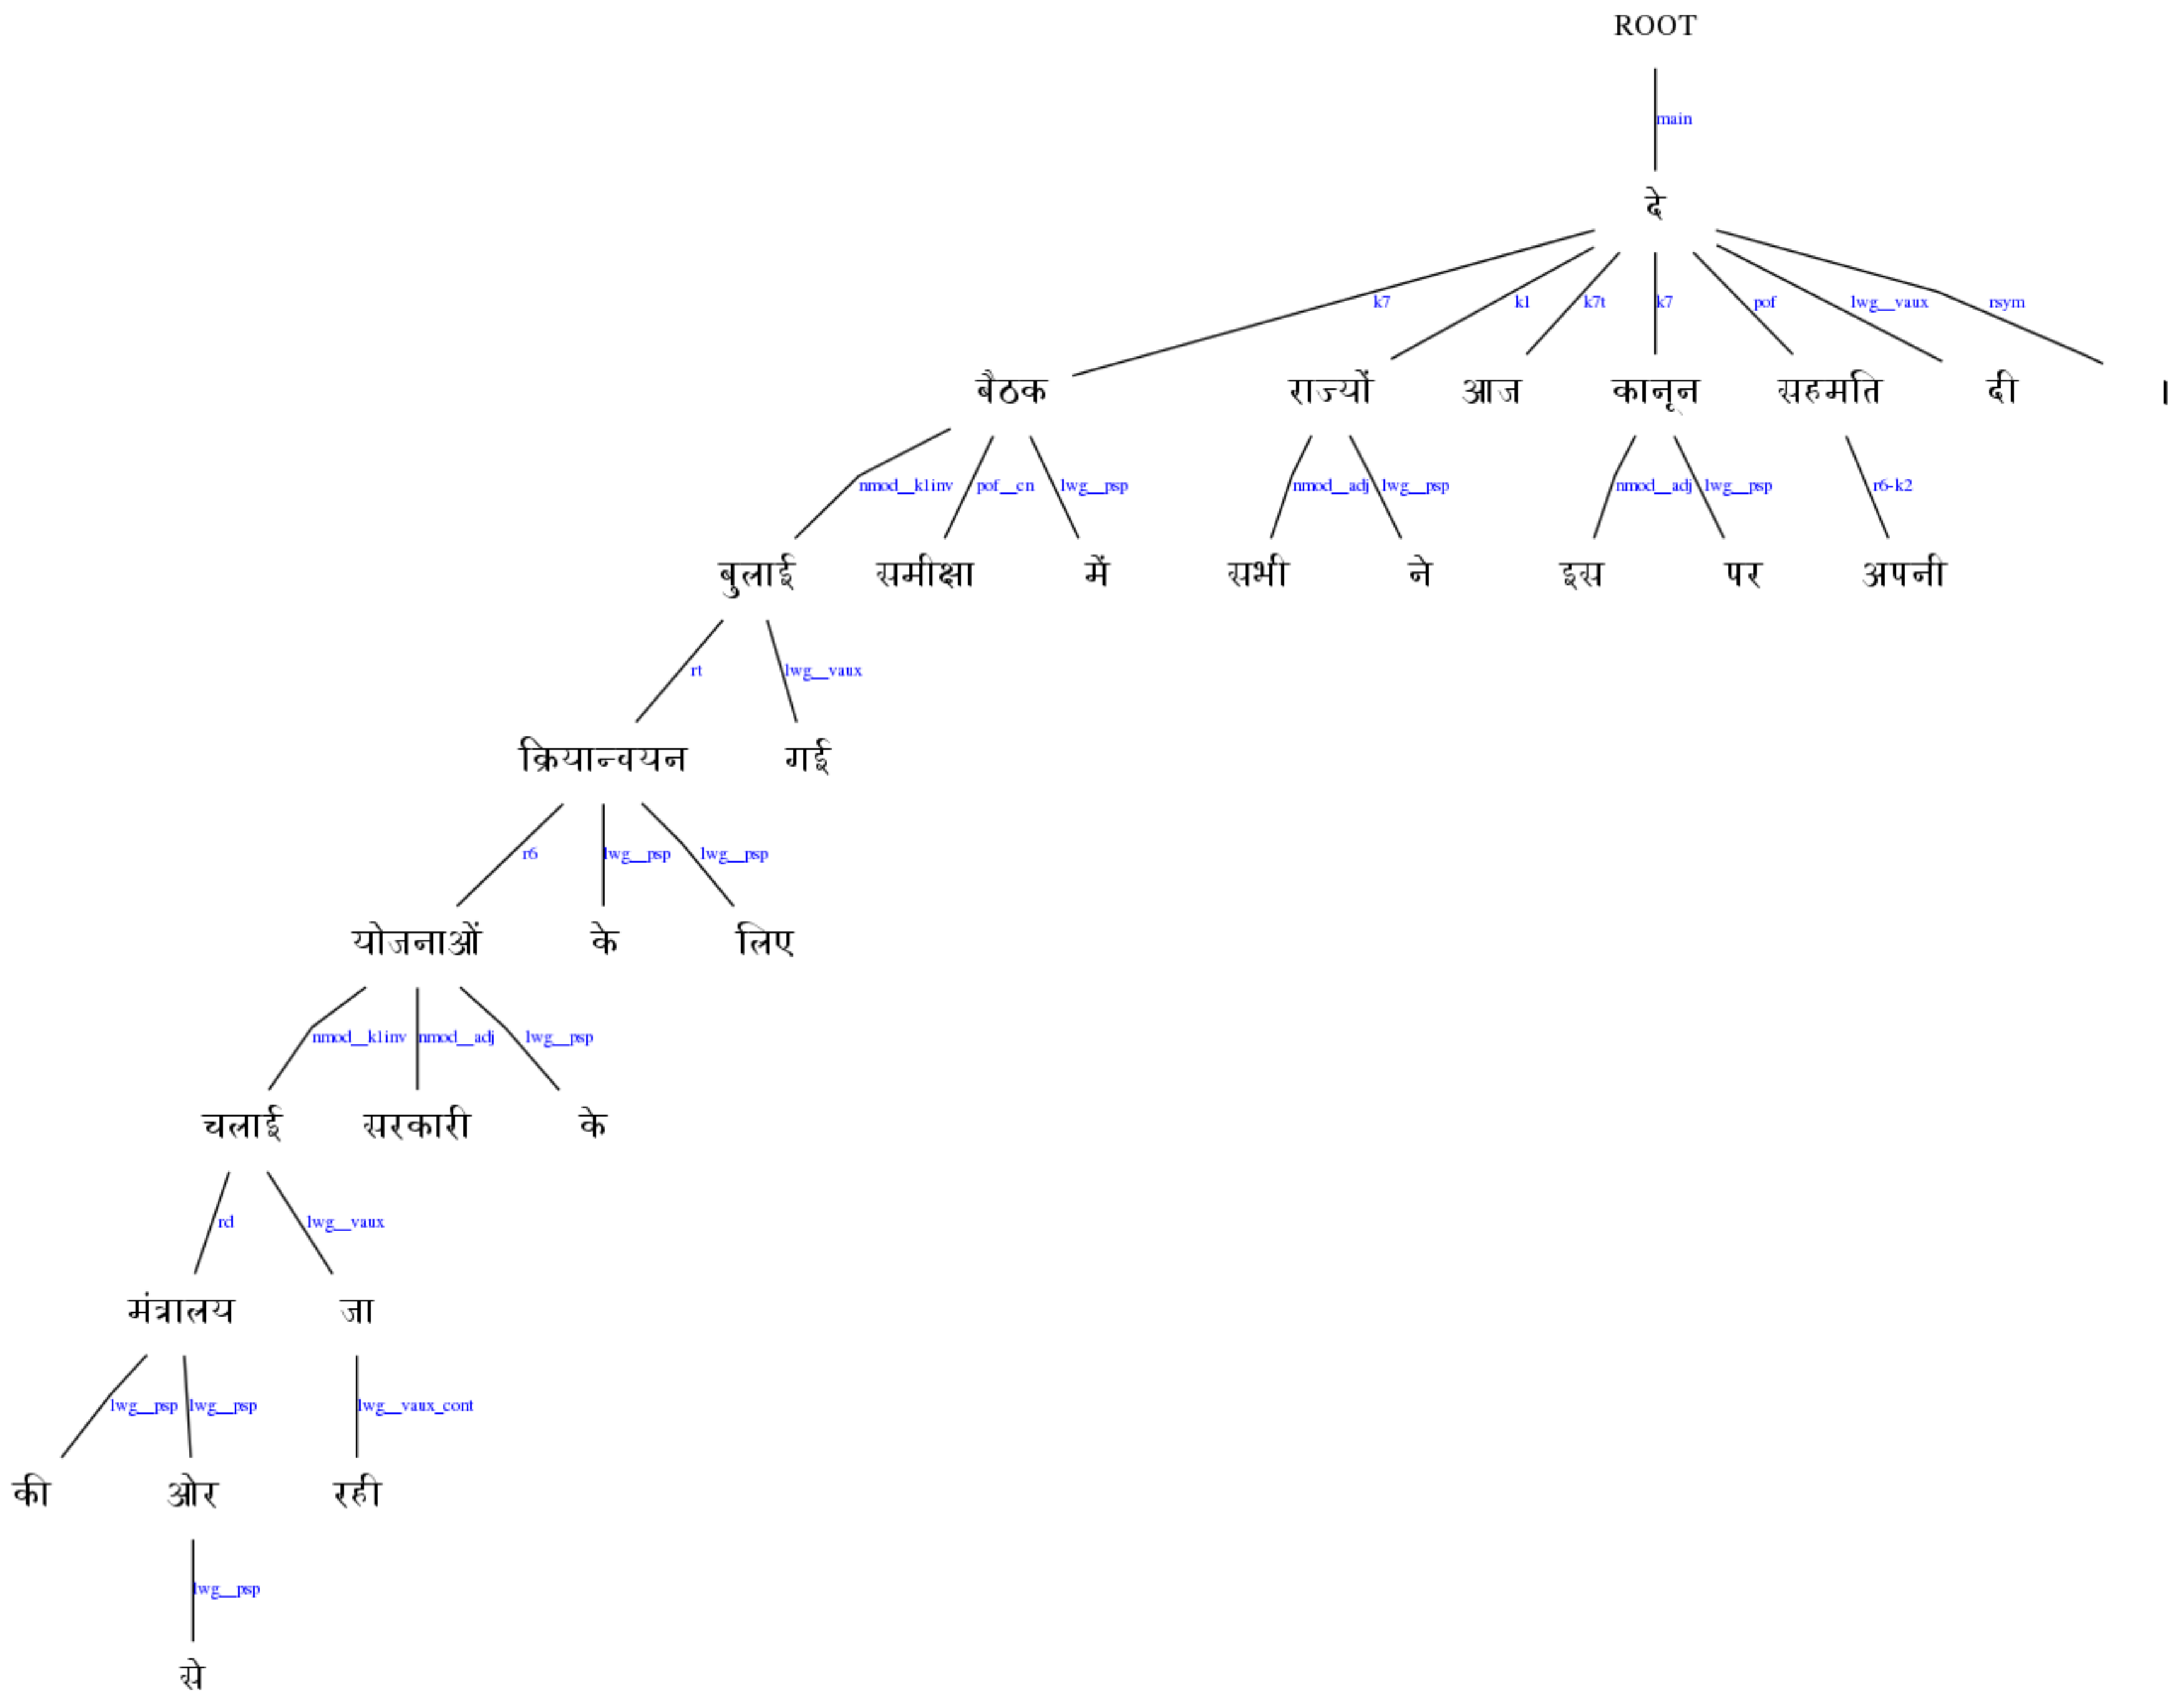 ROOT
main
दे
k7 k1 k7t k7 pof lwg__vaux rsym
बैठक राज्यों आज कानून सहमति दी ।
nmod__k1inv pof__cn lwg__psp nmod__adj lwg__psp nmod__adj lwg__psp r6-k2
बुलाई समीक्षा में सभी ने इस पर अपनी
rt lwg__vaux
क्रियान्वयन गई
r6 lwg__psp lwg__psp
योजनाओं के लिए
nmod__k1inv nmod__adj lwg__psp
चलाई सरकारी के
rd lwg__vaux
मंत्रालय जा
lwg__psp lwg__psp lwg__vaux_cont
की ओर रही
lwg__psp
से